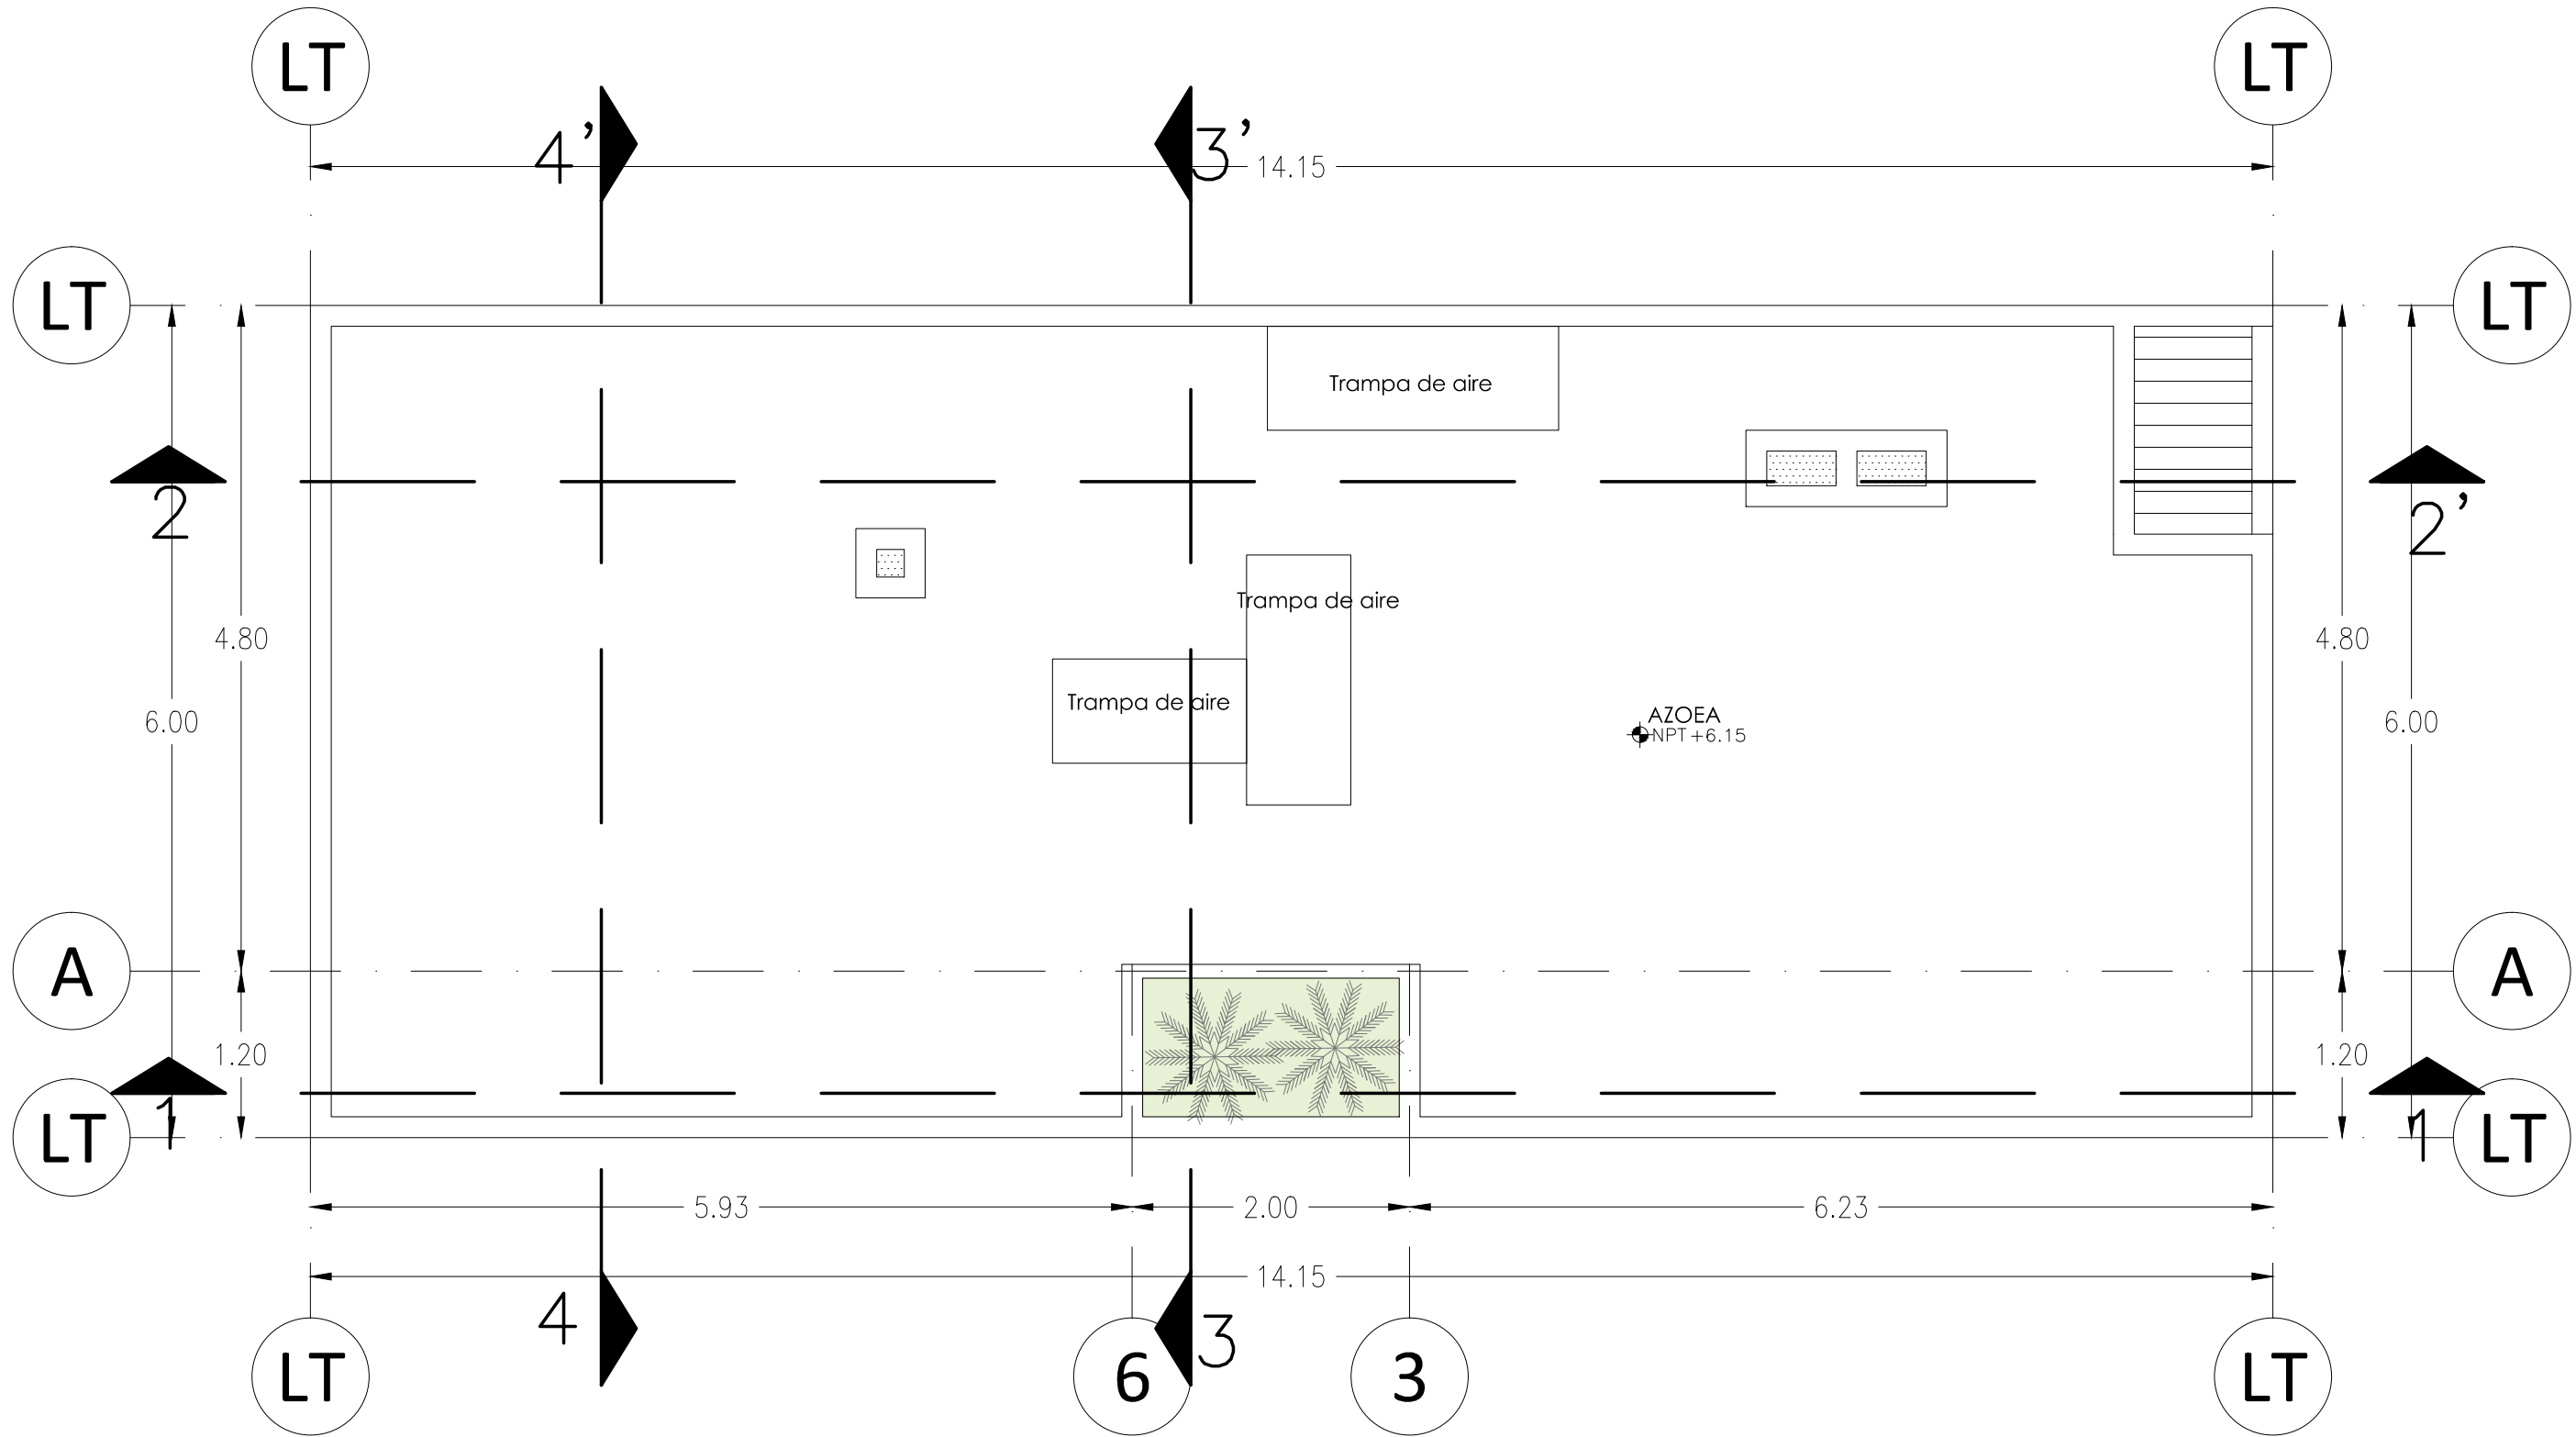 LT
LT
4'
3'
14.15
LT
LT
Trampa de aire
2
2'
Trampa de aire
4.80
4.80
Trampa de aire
6.00
6.00
AZOEA
NPT+6.15
A
A
1.20
1.20
1
1
LT
LT
5.93
2.00
6.23
14.15
4
3
LT
6
3
LT